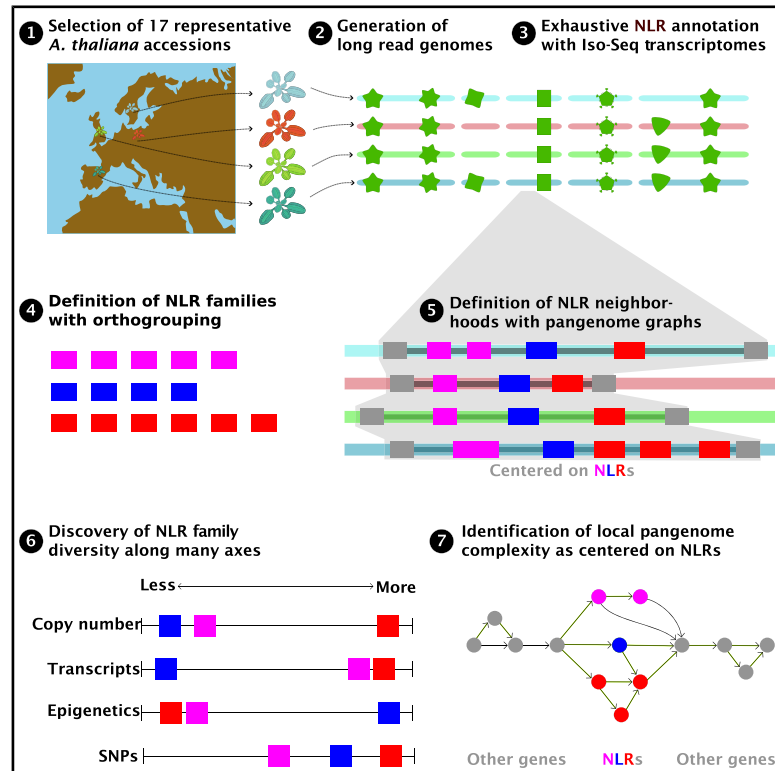 1 Selection of 17 representative
A. thaliana accessions
2 Generation of
long read genomes
3 Exhaustive NLR annotation
with Iso-Seq transcriptomes
4 Definition of NLR families
with orthogrouping
5 Definition of NLR neighbor-
hoods with pangenome graphs
Centered on NLRs
6 Discovery of NLR family
diversity along many axes
Less More
Copy number
Transcripts
Epigenetics
SNPs
7 Identification of local pangenome
complexity as centered on NLRs
Other genes NLRs Other genes